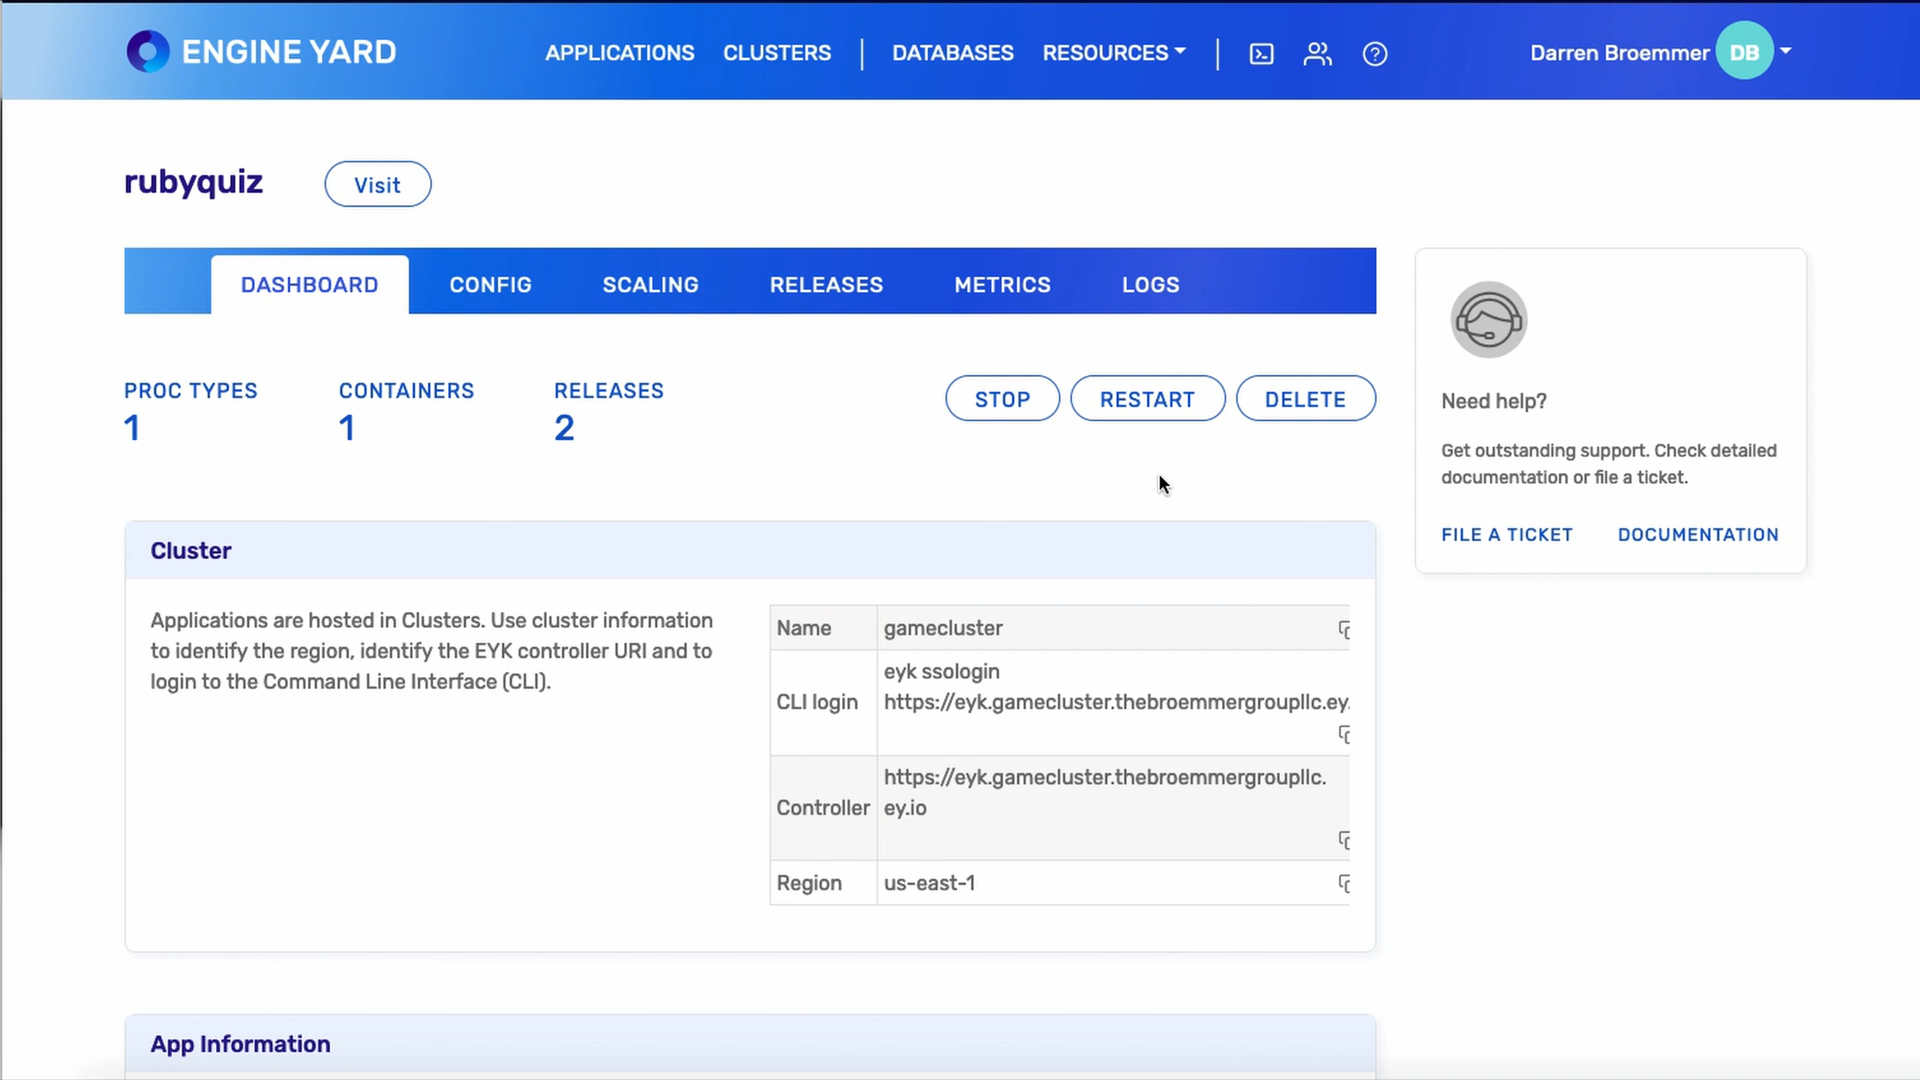 ENGINE YARD
APPLICATIONS CLUSTERS DATABASES RESOURCES
Darren Broemmer DB
rubyquiz
Visit
DASHBOARD CONFIG SCALING RELEASES METRICS LOGS
PROC TYPES
1
CONTAINERS
1
RELEASES
2
STOP RESTART DELETE
Need help?
Get outstanding support. Check detailed
documentation or file a ticket.
FILE A TICKET DOCUMENTATION
Cluster
Applications are hosted in Clusters. Use cluster information
to identify the region, identify the EYK controller URI and to
login to the Command Line Interface (CLI).
Name gamecluster
CLI login
eyk ssologin
https://eyk.gamecluster.thebroemmergroupllc.ey.
Controller
https://eyk.gamecluster.thebroemmergroupllc.
ey.io
Region us-east-1
App Information